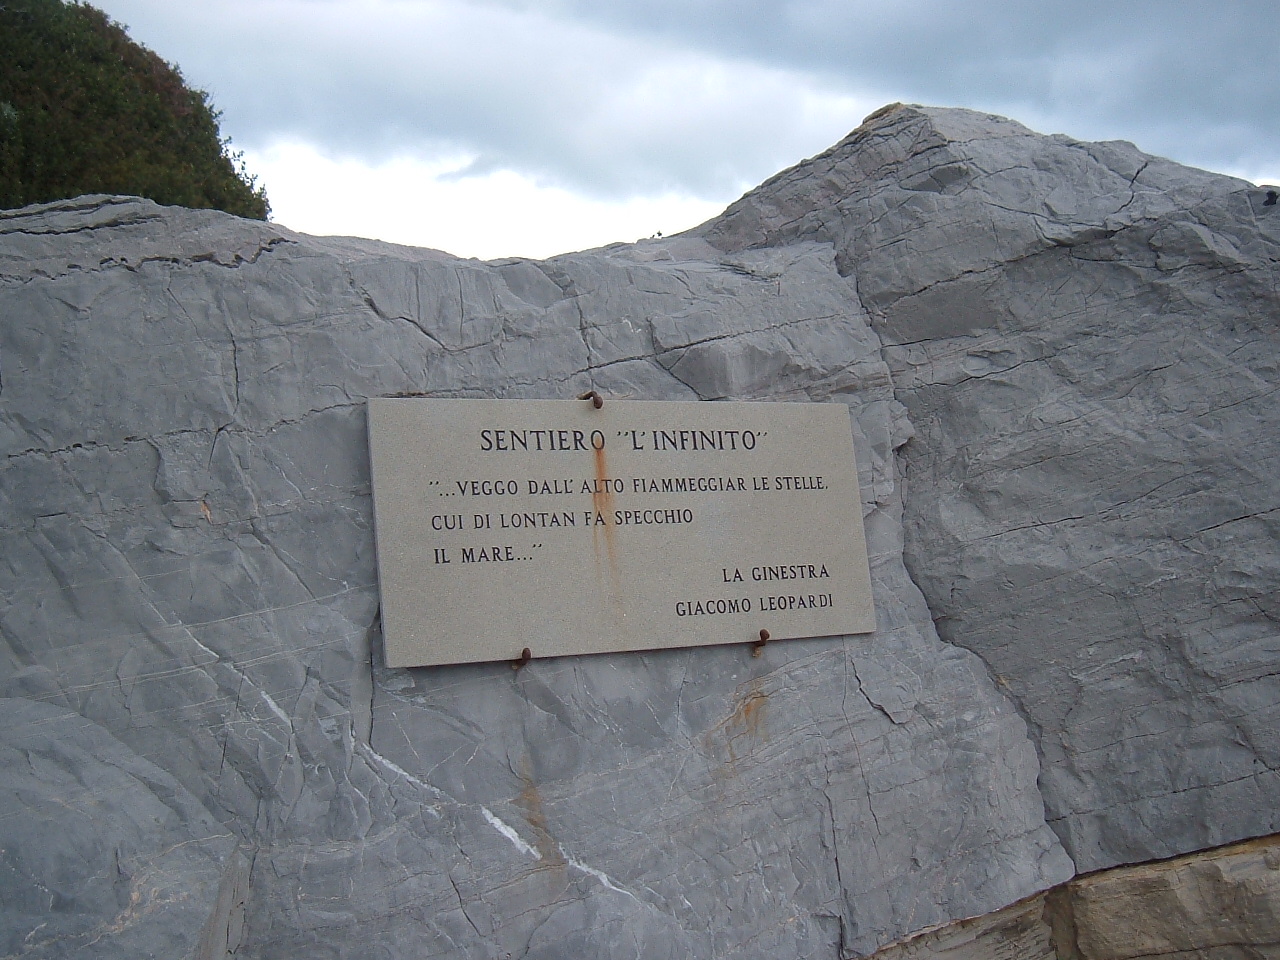 SENTIERO "L'INFINITO"
"...VEGGO DALL'ALTO FIAMMEGGIAR LE STELLE,
CUI DI LONTAN FA SPECCHIO
IL MARE..."
LA GINESTRA
GIACOMO LEOPARDI